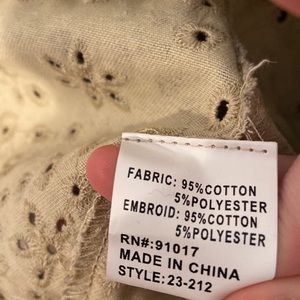 FABRIC: 95%COTTON
5%POLYESTER
EMBROID: 95%COTTON
5%POLYESTER
RN#:91017
MADE IN CHINA
STYLE:23-212